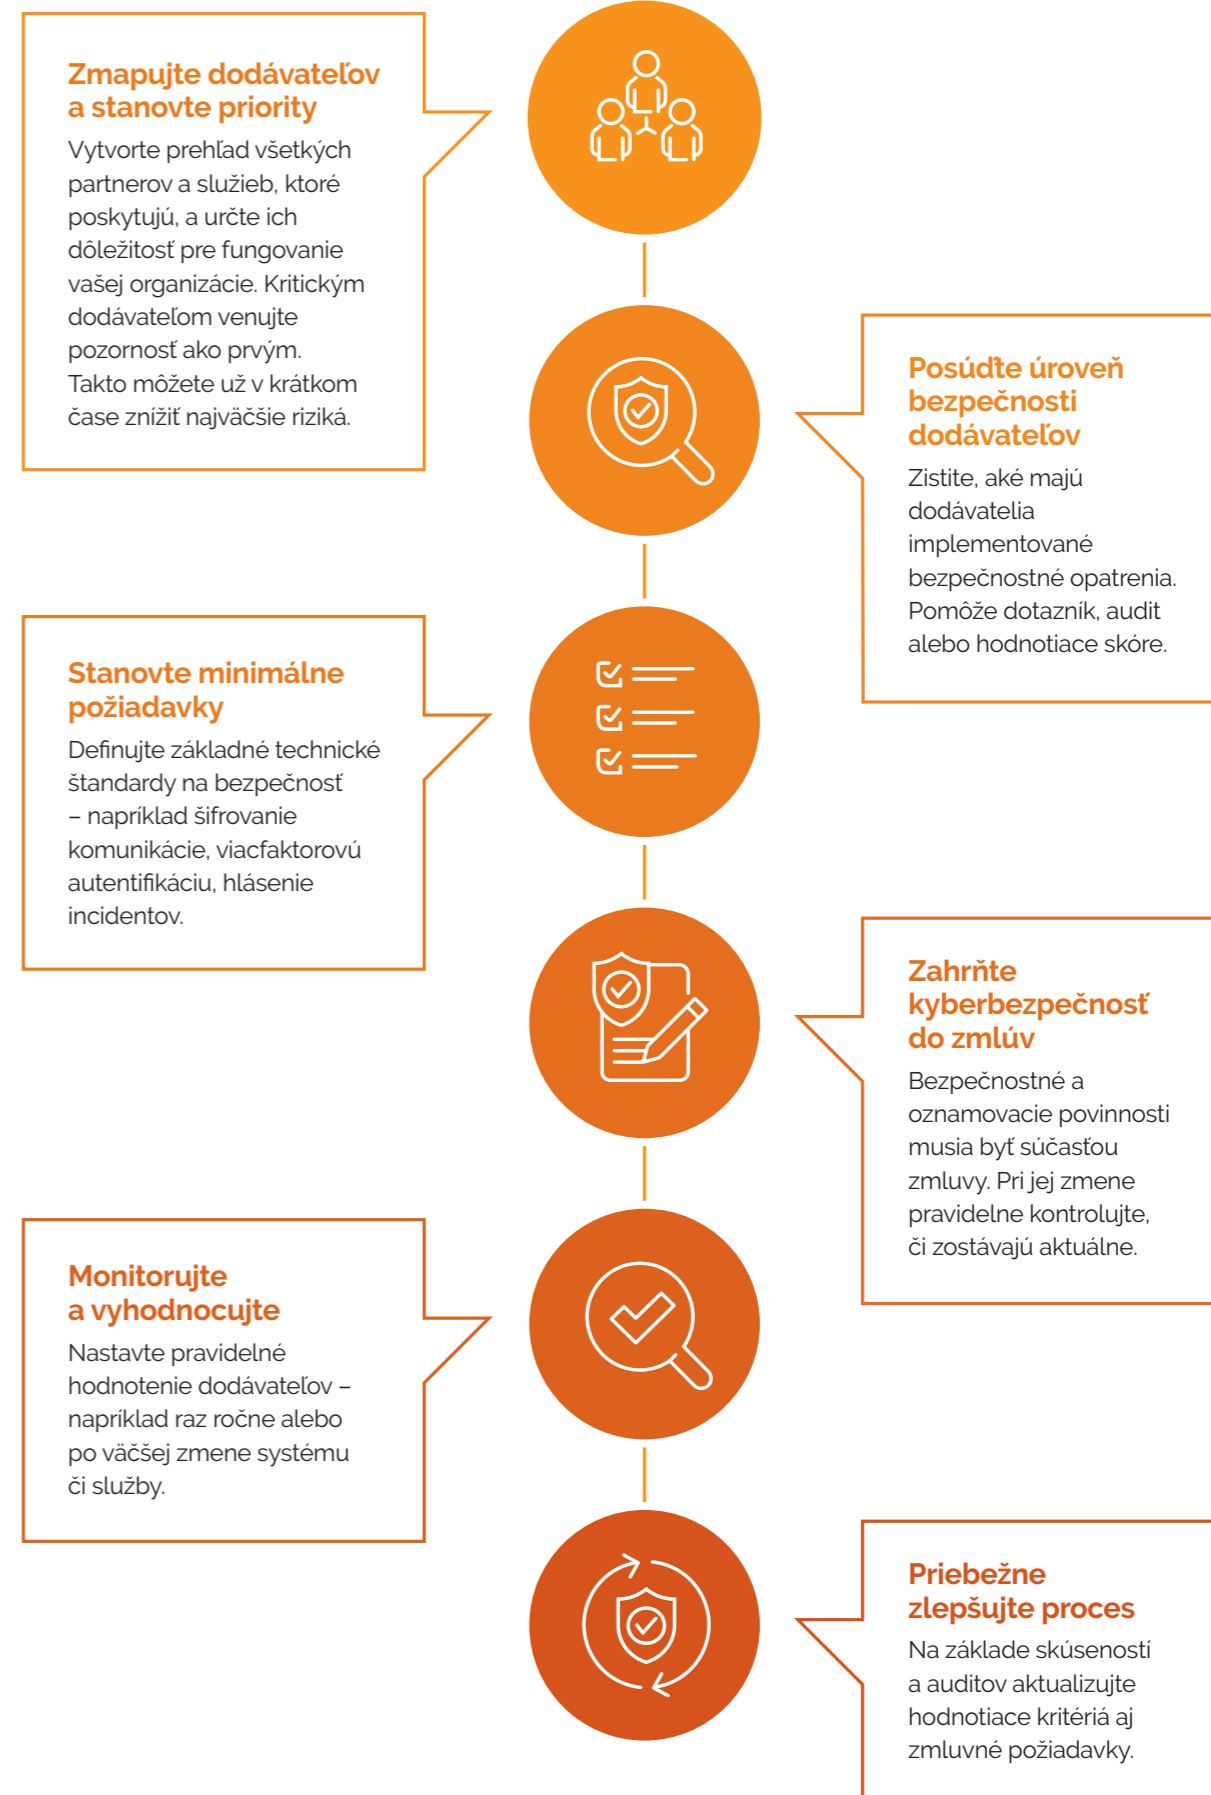 Zmapujte dodávateľov
a stanovte priority
Vytvorte prehľad všetkých
partnerov a služieb, ktoré
poskytujú, a určte ich
dôležitosť pre fungovanie
vašej organizácie. Kritickým
dodávateľom venujte
pozornosť ako prvým.
Takto môžete už v krátkom
čase znížiť najväčšie riziká.
Posúďte úroveň
bezpečnosti
dodávateľov
Zistite, aké majú
dodávatelia
implementované
bezpečnostné opatrenia.
Pomôže dotazník, audit
alebo hodnotiace skóre.
Stanovte minimálne
požiadavky
Definujte základné technické
štandardy na bezpečnosť
– napríklad šifrovanie
komunikácie, viacfaktorovú
autentifikáciu, hlásenie
incidentov.
Zahrňte
kyberbezpečnosť
do zmlúv
Bezpečnostné a
oznamovacie povinnosti
musia byť súčasťou
zmluvy. Pri jej zmene
pravidelne kontrolujte,
či zostávajú aktuálne.
Monitorujte
a vyhodnocujte
Nastavte pravidelné
hodnotenie dodávateľov –
napríklad raz ročne alebo
po väčšej zmene systému
či služby.
Priebežne
zlepšujte proces
Na základe skúseností
a auditov aktualizujte
hodnotiace kritériá aj
zmluvné požiadavky.